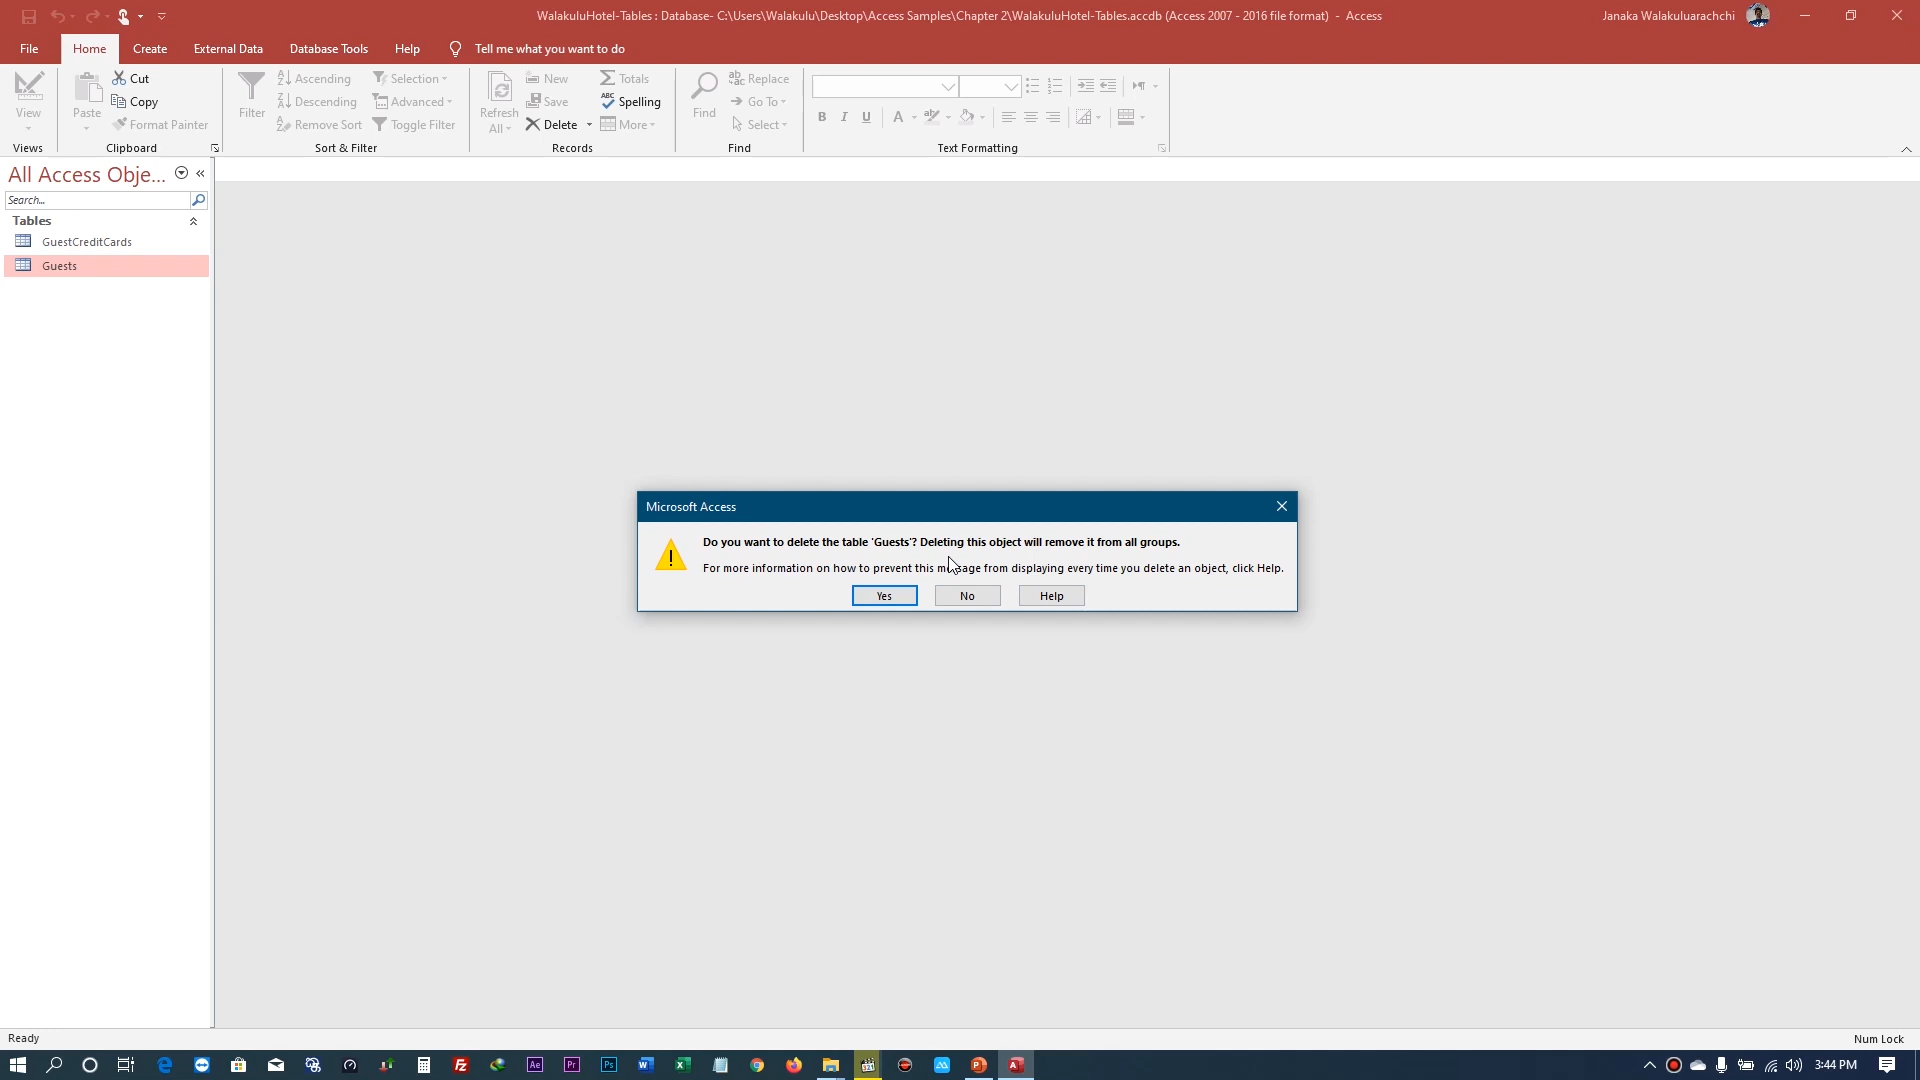 WalakuluHotel-Tables : Database- C:\Users\Walakulu\Desktop\Access Samples\Chapter 2\WalakuluHotel-Tables.accdb (Access 2007 - 2016 file format) - Access
Janaka Walakuluarachchi
File
Home
Create
External Data
Database Tools
Help
Tell me what you want to do
View
Views
Paste
Cut
Copy
Format Painter
Clipboard
Filter
Ascending
Descending
Remove Sort
Selection
Advanced
Toggle Filter
Sort & Filter
Refresh
All
New
Save
Delete
Totals
Spelling
More
Records
Find
Replace
Go To
Select
Find
B I U A
Text Formatting
All Access Obje...
Search...
Tables
GuestCreditCards
Guests
Microsoft Access
Do you want to delete the table 'Guests'? Deleting this object will remove it from all groups.
For more information on how to prevent this message from displaying every time you delete an object, click Help.
Yes
No
Help
Ready
Num Lock
3:44 PM